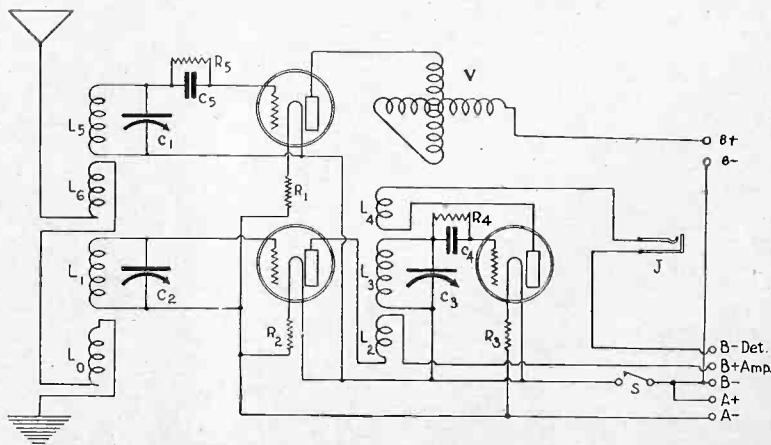 R5
V
C5
L5
C1
B+
B-
L6
R1
L4
R4
C4
J
L1
C2
L3
C3
R2
L2
R3
B- Det.
L0
B+Amp.
S
B-
A+
A-